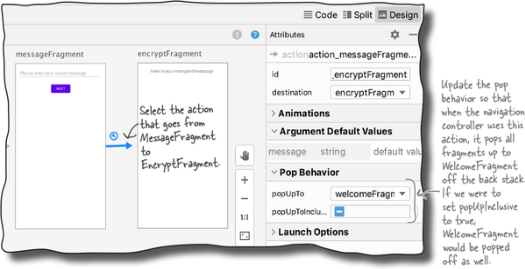 Code
Split
Design
Attributes
messageFragment
encryptFragment
action action_messageFragme...
Please enter your secret message
NEXT
Here is your encrypted message
id
_encryptFragment
destination
encryptFragm
Select the action
that goes from
MessageFragment
to
EncryptFragment.
Animations
Argument Default Values
message
string
default valu
Pop Behavior
popUpTo
welcomeFragn
popUpToInclu...
Launch Options
1:1
Update the pop
behavior so that
when the navigation
controller uses this
action, it pops all
fragments up to
WelcomeFragment
off the back stack.
If we were to
set popUpInclusive
to true,
WelcomeFragment
would be popped
off as well.